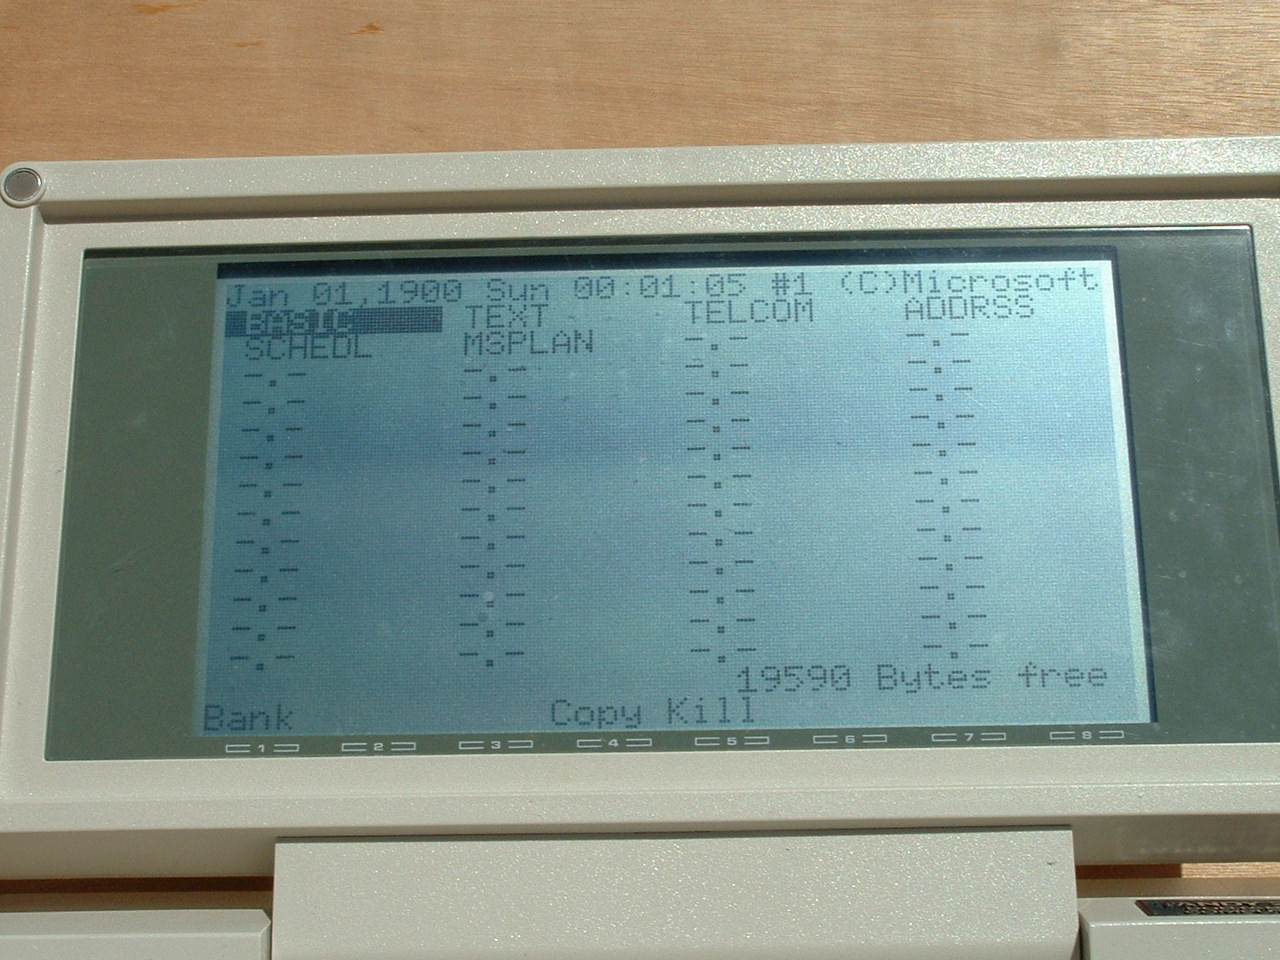 Jan 01,1900 Sun 00:01:05 #1 (C)Microsoft
BASIC TEXT TELCOM ADDRSS
SCHEDL MSPLAN -.- -.-
-.- -.- -.- -.-
-.- -.- -.- -.-
-.- -.- -.- -.-
-.- -.- -.- -.-
-.- -.- -.- -.-
-.- -.- -.- -.-
-.- -.- -.- -.-
-.- -.- -.- -.-
-.- -.- -.- -.-
-.- -.- -.- -.-
-.- -.- -.- -.-
19590 Bytes free
Bank Copy Kill
1 2 3 4 5 6 7 8